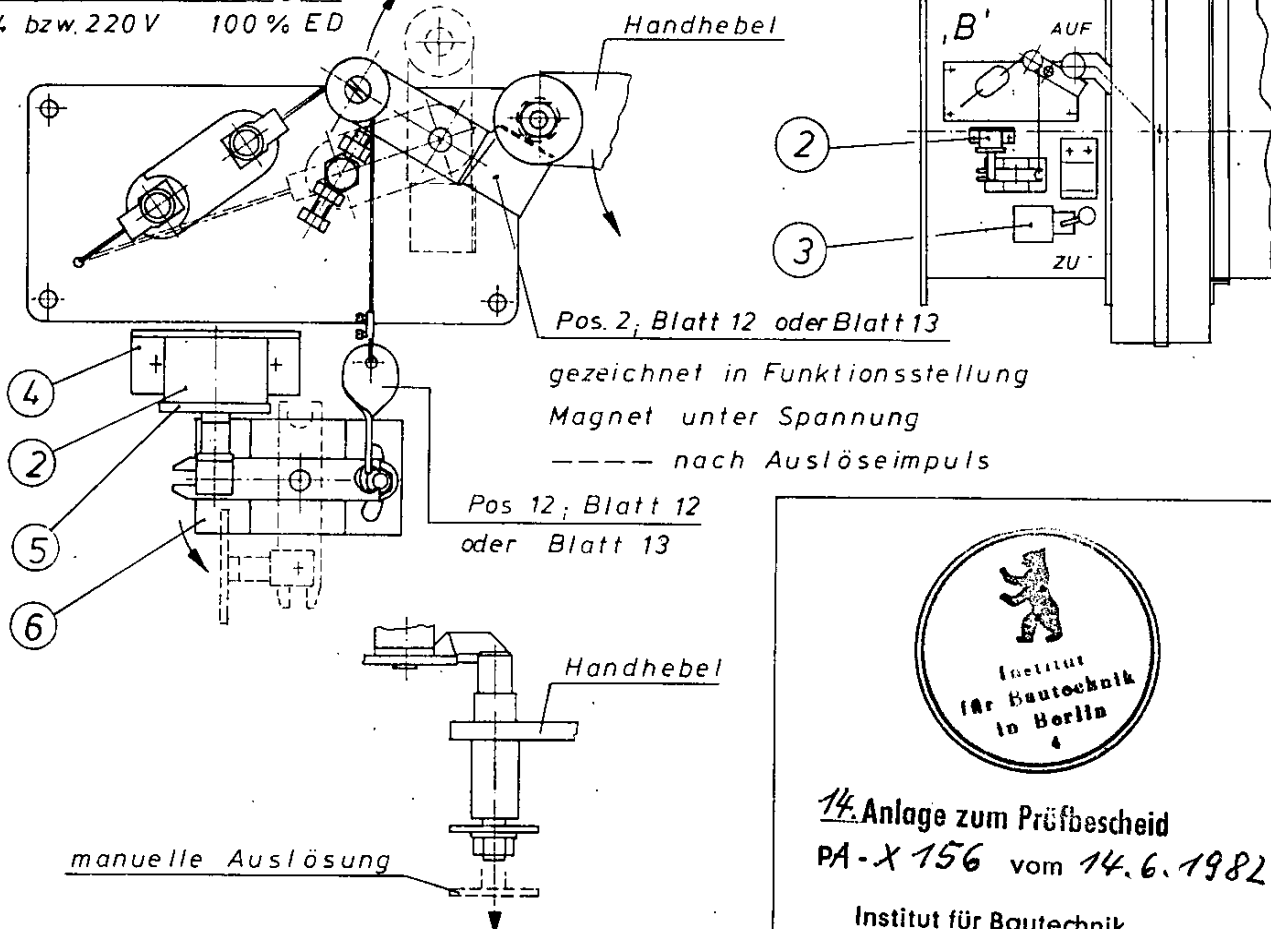 bzw. 220 V 100 % ED
Handhebel
'B'
AUF
2
3
ZU
Pos. 2; Blatt 12 oder Blatt 13
gezeichnet in Funktionsstellung
Magnet unter Spannung
---- nach Auslöseimpuls
4
2
5
6
Pos 12; Blatt 12
oder Blatt 13
Handhebel
manuelle Auslösung
Institut
für Bautechnik
in Berlin
4
14. Anlage zum Prüfbescheid
PA-X 156 vom 14.6.1982
Institut für Bautechnik